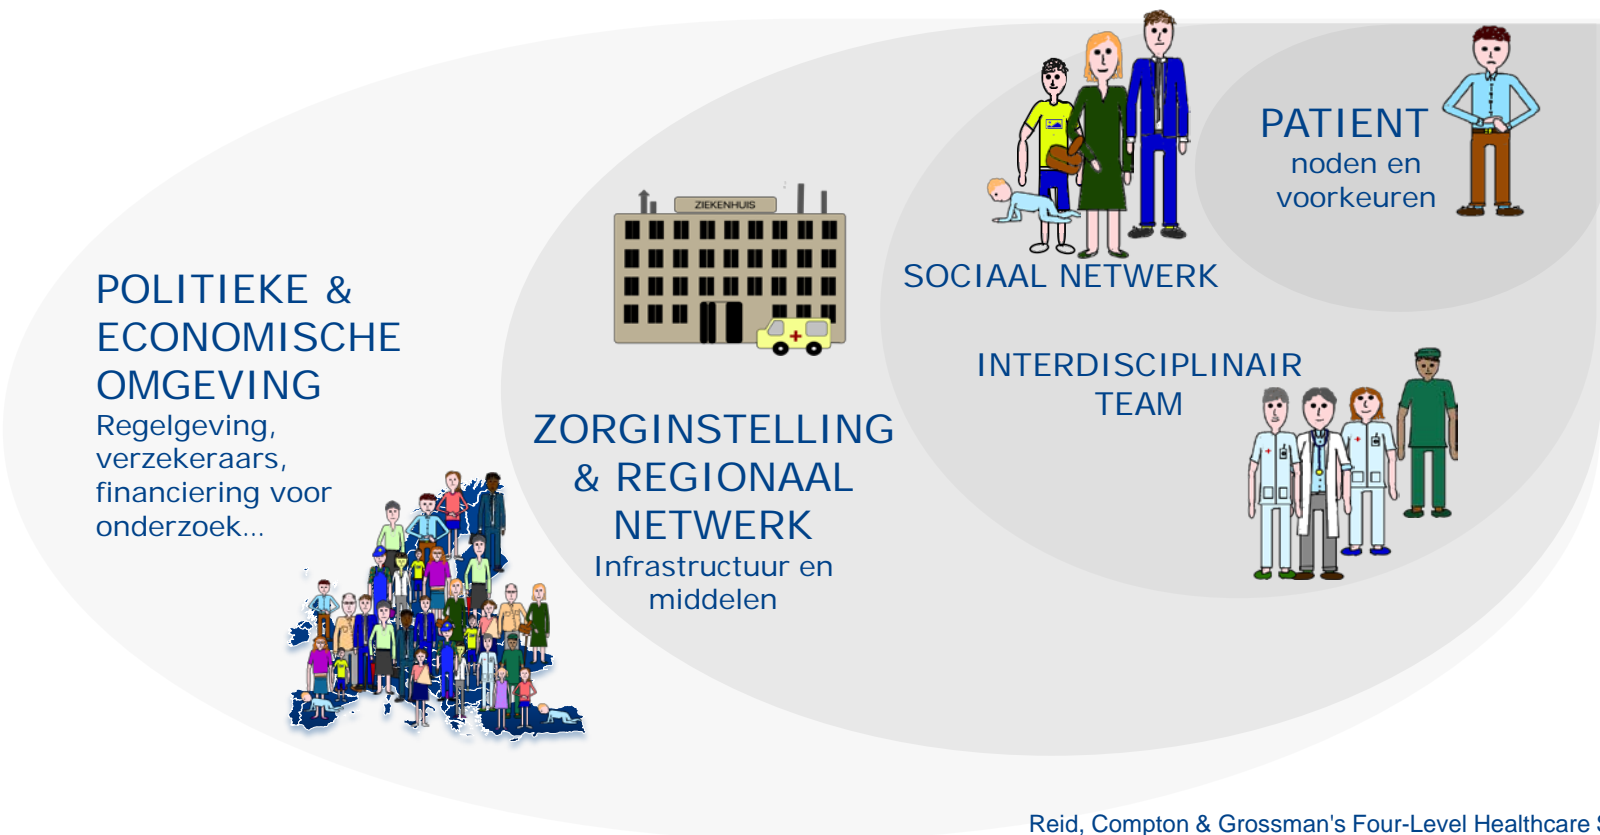 PATIENT
noden en
voorkeuren
ZIEKENHUIS
SOCIAAL NETWERK
POLITIEKE &
ECONOMISCHE
OMGEVING
Regelgeving,
verzekeraars,
financiering voor
onderzoek...
INTERDISCIPLINAIR
TEAM
ZORGINSTELLING
& REGIONAAL
NETWERK
Infrastructuur en
middelen
Reid, Compton & Grossman's Four-Level Healthcare